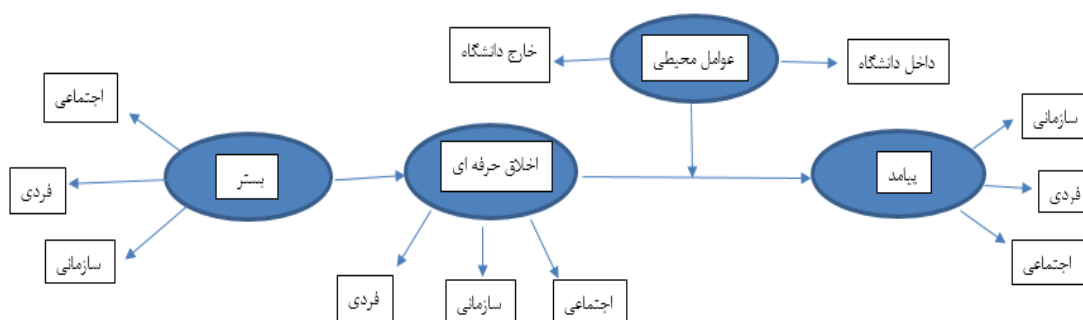 خارج دانشگاه
عوامل محیطی
داخل دانشگاه
اجتماعی
سازمانی
بستر
اخلاق حرفه ای
پیامد
فردی
فردی
سازمانی
اجتماعی
فردی
سازمانی
اجتماعی